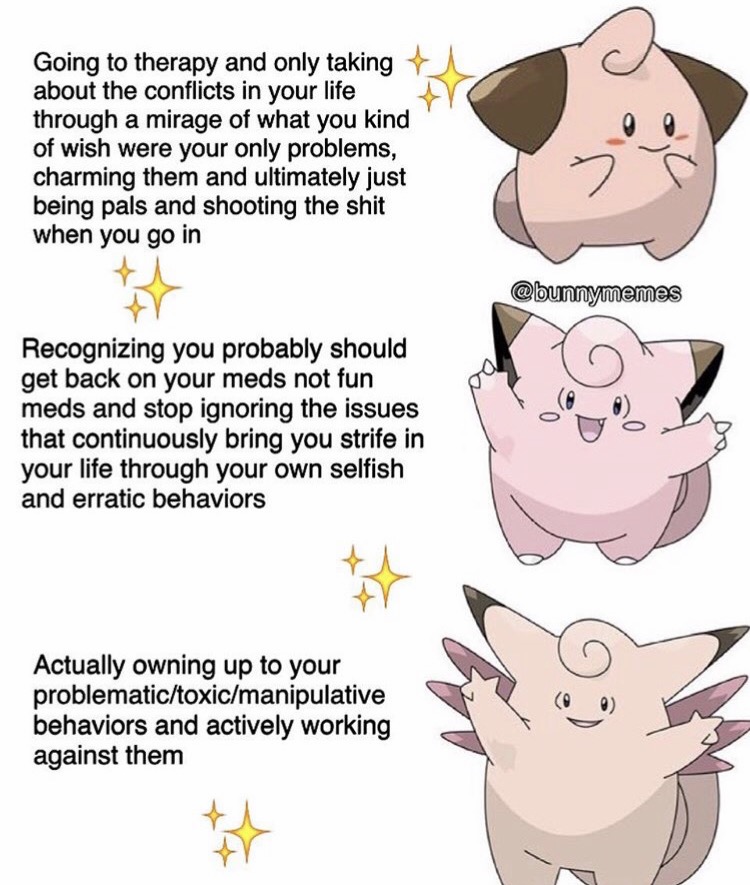 Going to therapy and only taking
about the conflicts in your life
through a mirage of what you kind
of wish were your only problems,
charming them and ultimately just
being pals and shooting the shit
when you go in
@bunnymemes
Recognizing you probably should
get back on your meds not fun
meds and stop ignoring the issues
that continuously bring you strife in
your life through your own selfish
and erratic behaviors
Actually owning up to your
problematic/toxic/manipulative
behaviors and actively working
against them